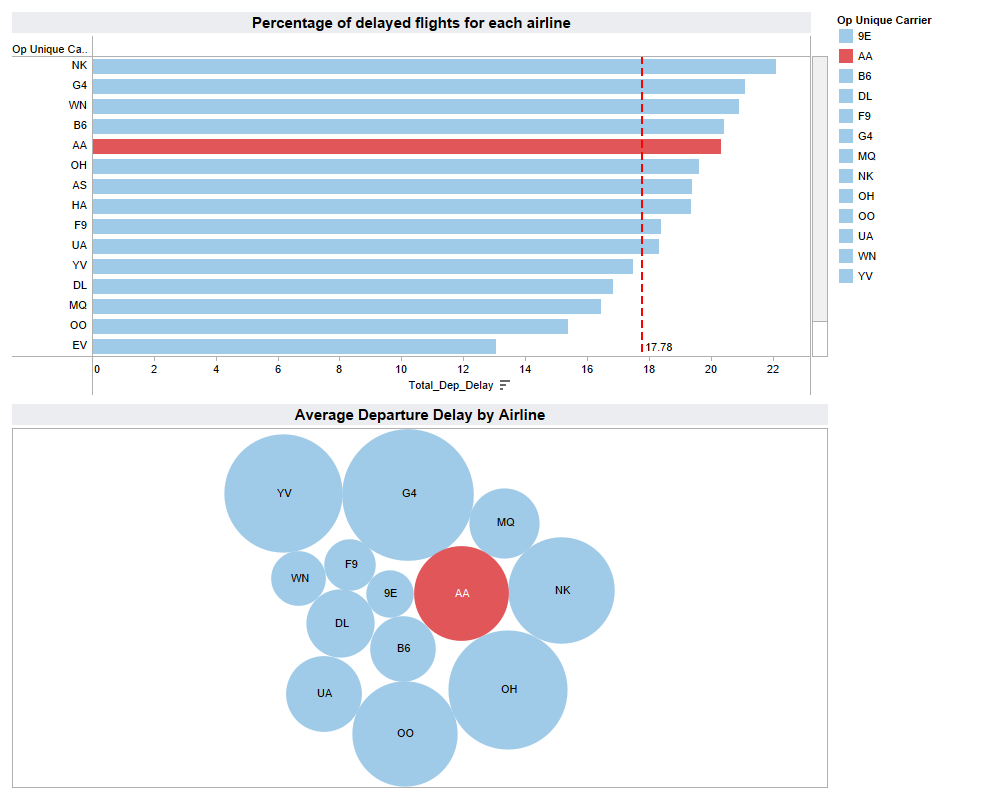 Percentage of delayed flights for each airline
Op Unique Ca..
NK
G4
WN
B6
AA
OH
AS
HA
F9
UA
YV
DL
MQ
OO
EV
17.78
0 2 4 6 8 10 12 14 16 18 20 22
Total_Dep_Delay
Op Unique Carrier
9E
AA
B6
DL
F9
G4
MQ
NK
OH
OO
UA
WN
YV
Average Departure Delay by Airline
YV
G4
MQ
F9
WN
9E
AA
NK
DL
B6
UA
OH
OO